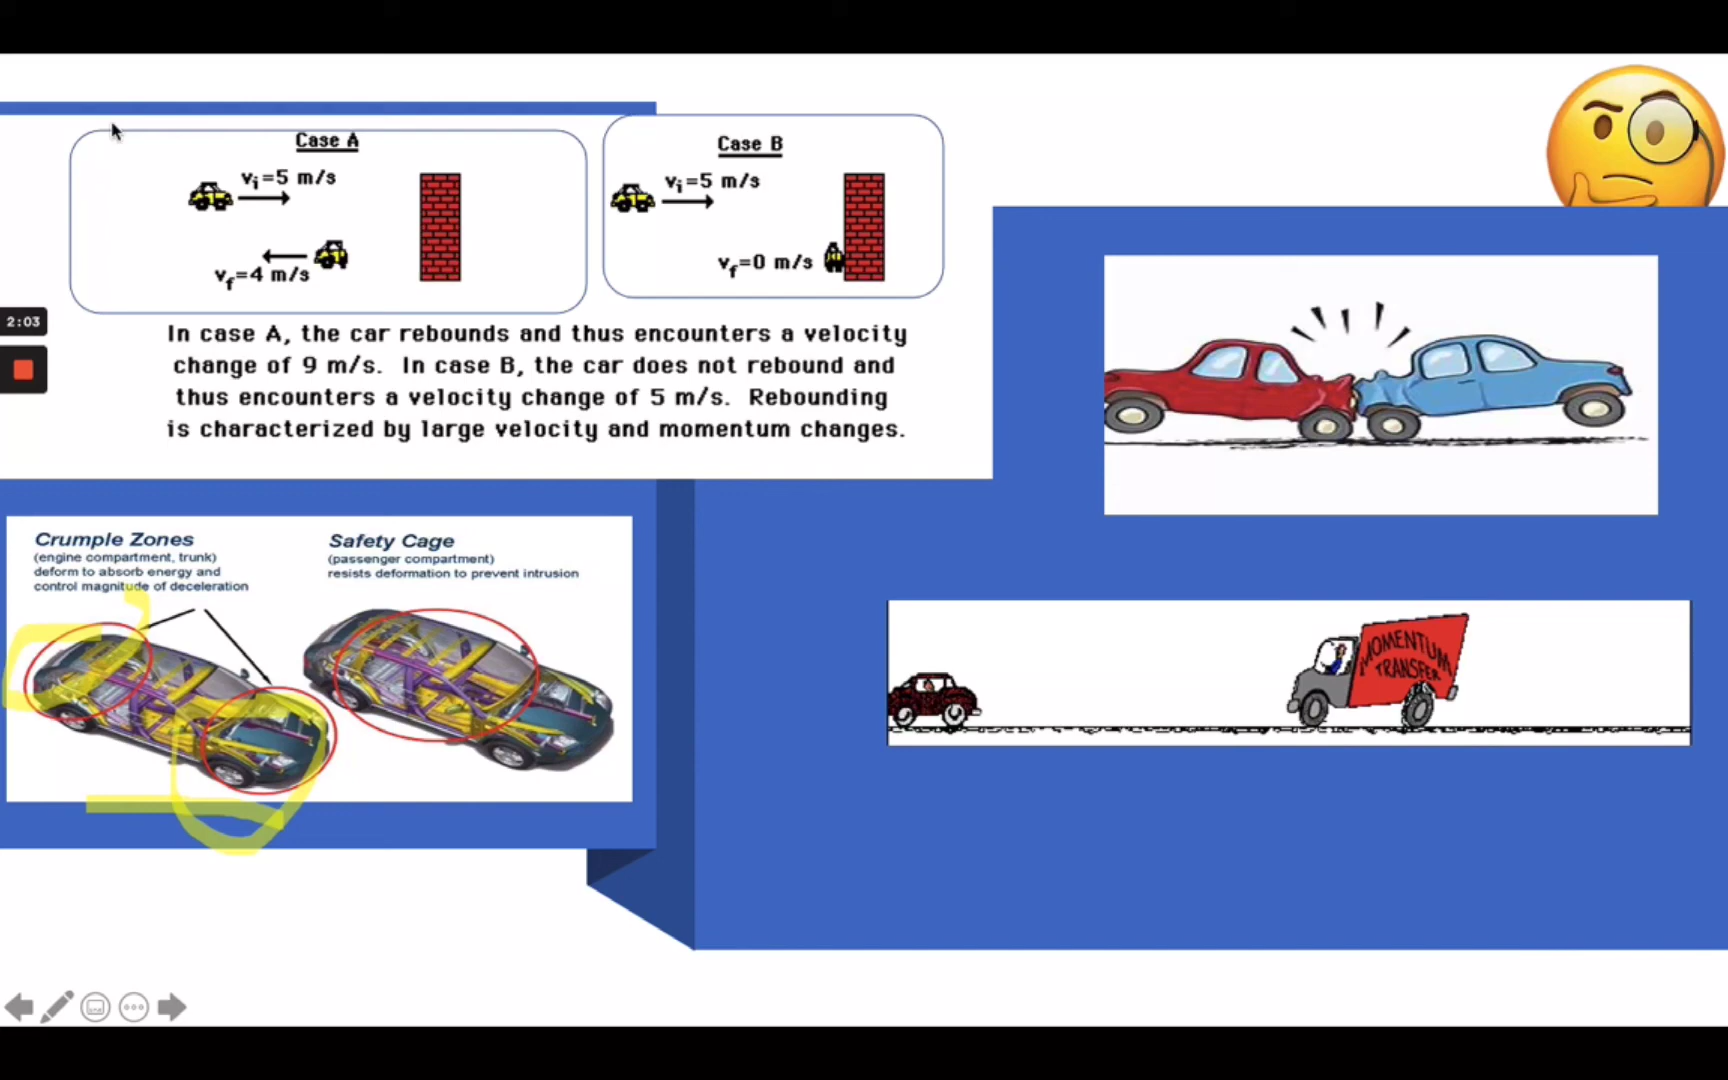 Case A
vi=5 m/s
vf=4 m/s
Case B
vi=5 m/s
vf=0 m/s
2:03
In case A, the car rebounds and thus encounters a velocity
change of 9 m/s. In case B, the car does not rebound and
thus encounters a velocity change of 5 m/s. Rebounding
is characterized by large velocity and momentum changes.
Crumple Zones
(engine compartment, trunk)
deform to absorb energy and
control magnitude of deceleration
Safety Cage
(passenger compartment)
resists deformation to prevent intrusion
MOMENTUM
TRANSFER